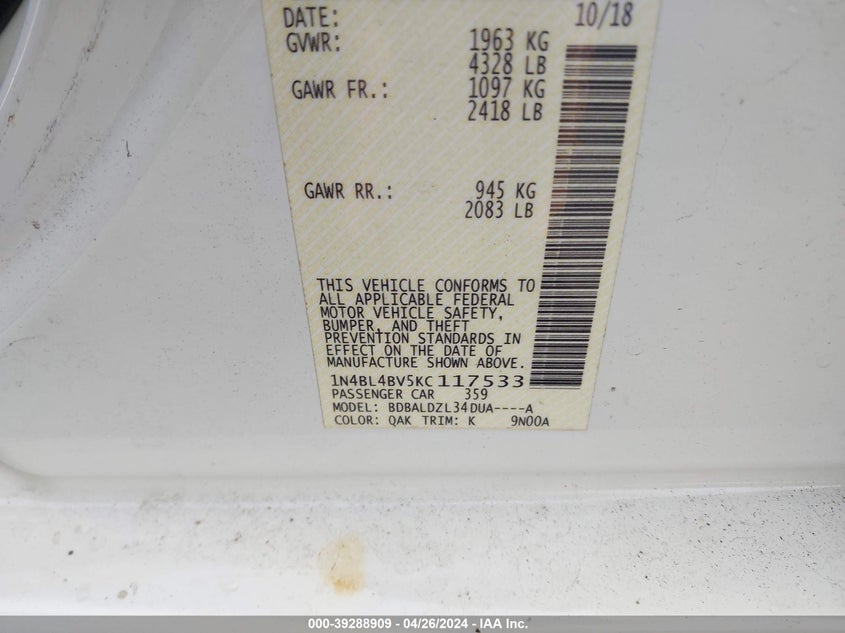 DATE: 10/18
GVWR: 1963 KG
4328 LB
GAWR FR.: 1097 KG
2418 LB
GAWR RR.: 945 KG
2083 LB
THIS VEHICLE CONFORMS TO
ALL APPLICABLE FEDERAL
MOTOR VEHICLE SAFETY,
BUMPER, AND THEFT
PREVENTION STANDARDS IN
EFFECT ON THE DATE OF
MANUFACTURE SHOWN ABOVE.
1N4BL4BV5KC117533
PASSENGER CAR 359
MODEL: BDBALDZL34DUA----A
COLOR: QAK TRIM: K 9N00A
000-39288909 / 04/26/2024 - IAA Inc.